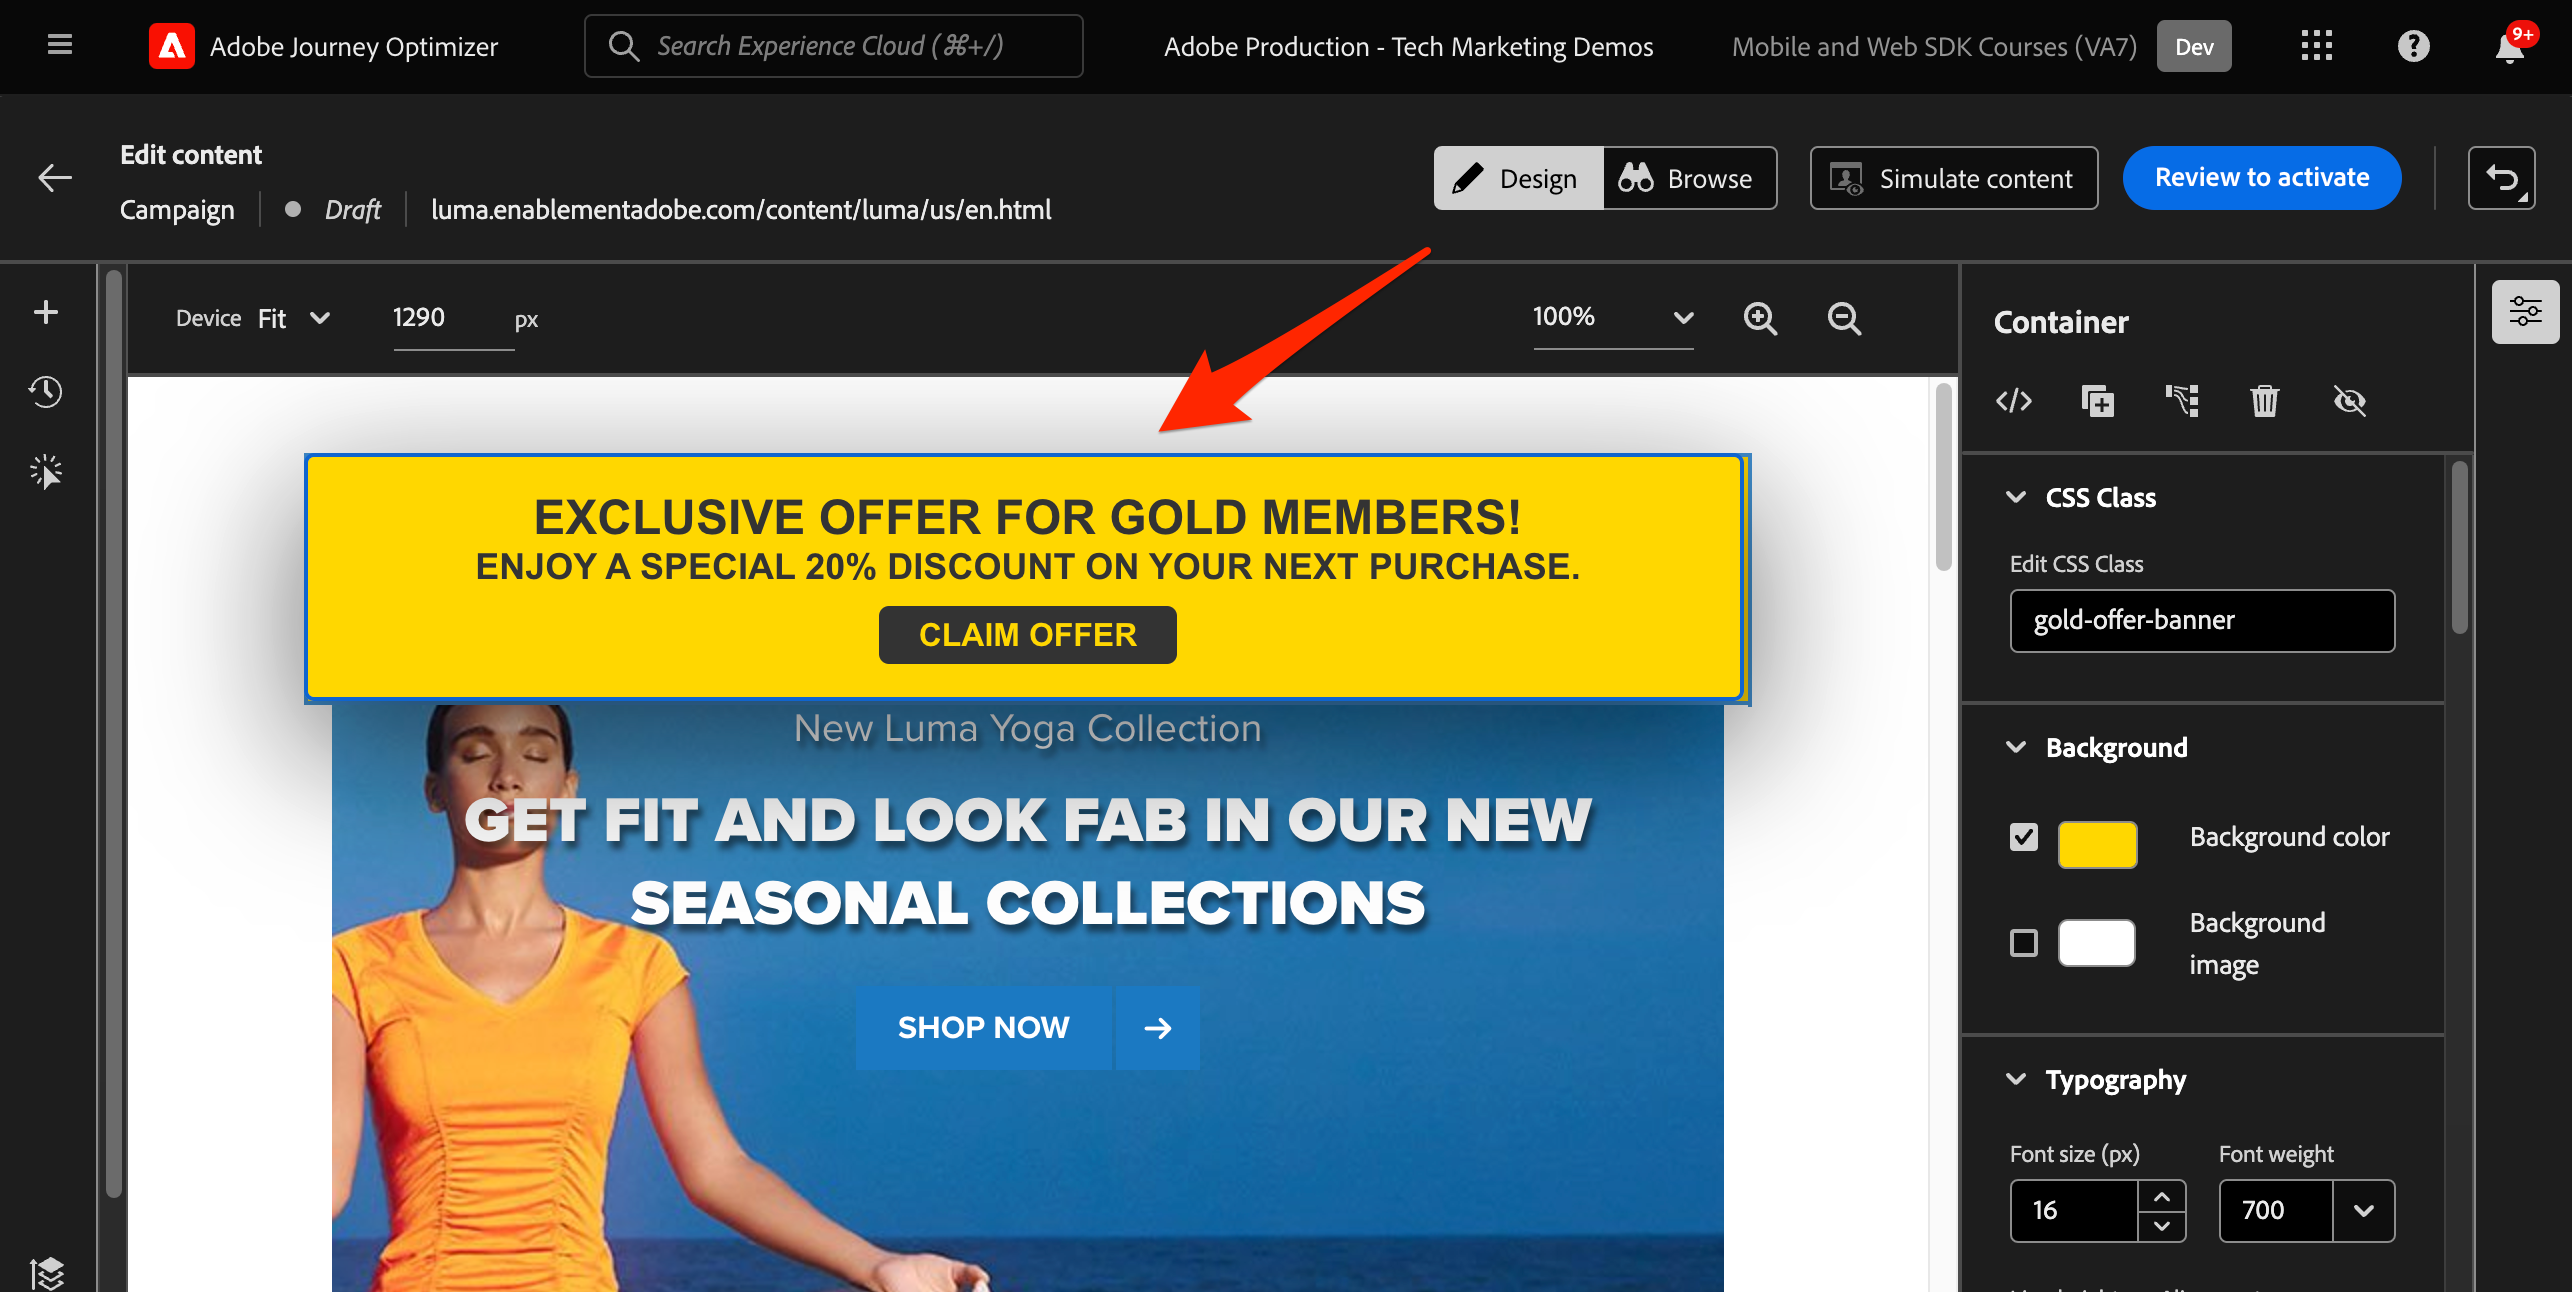 Adobe Journey Optimizer
Search Experience Cloud (⌘+/)
Adobe Production - Tech Marketing Demos
Mobile and Web SDK Courses (VA7)
Dev
9+
Edit content
Campaign
Draft
luma.enablementadobe.com/content/luma/us/en.html
Design
Browse
Simulate content
Review to activate
Device Fit
1290 px
100%
EXCLUSIVE OFFER FOR GOLD MEMBERS!
ENJOY A SPECIAL 20% DISCOUNT ON YOUR NEXT PURCHASE.
CLAIM OFFER
New Luma Yoga Collection
GET FIT AND LOOK FAB IN OUR NEW
SEASONAL COLLECTIONS
SHOP NOW
Container
CSS Class
Edit CSS Class
gold-offer-banner
Background
Background color
Background
image
Typography
Font size (px)
Font weight
16
700